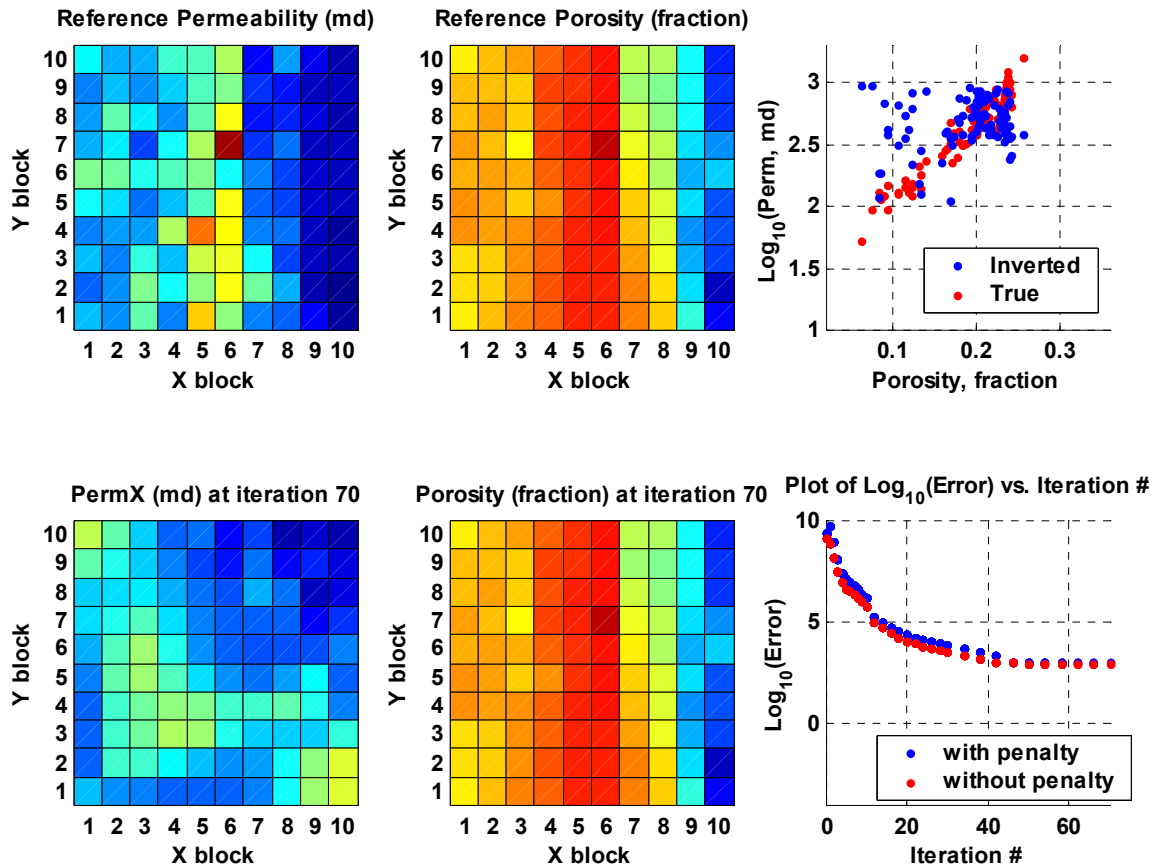 Reference Permeability (md)
10
9
8
7
6
5
4
3
2
1
Y block
1 2 3 4 5 6 7 8 9 10
X block
Reference Porosity (fraction)
10
9
8
7
6
5
4
3
2
1
Y block
1 2 3 4 5 6 7 8 9 10
X block
3
2.5
2
1.5
1
Log10(Perm, md)
Inverted
True
0.1 0.2 0.3
Porosity, fraction
PermX (md) at iteration 70
10
9
8
7
6
5
4
3
2
1
Y block
1 2 3 4 5 6 7 8 9 10
X block
Porosity (fraction) at iteration 70
10
9
8
7
6
5
4
3
2
1
Y block
1 2 3 4 5 6 7 8 9 10
X block
Plot of Log10(Error) vs. Iteration #
10
5
0
Log10(Error)
with penalty
without penalty
0 20 40 60
Iteration #